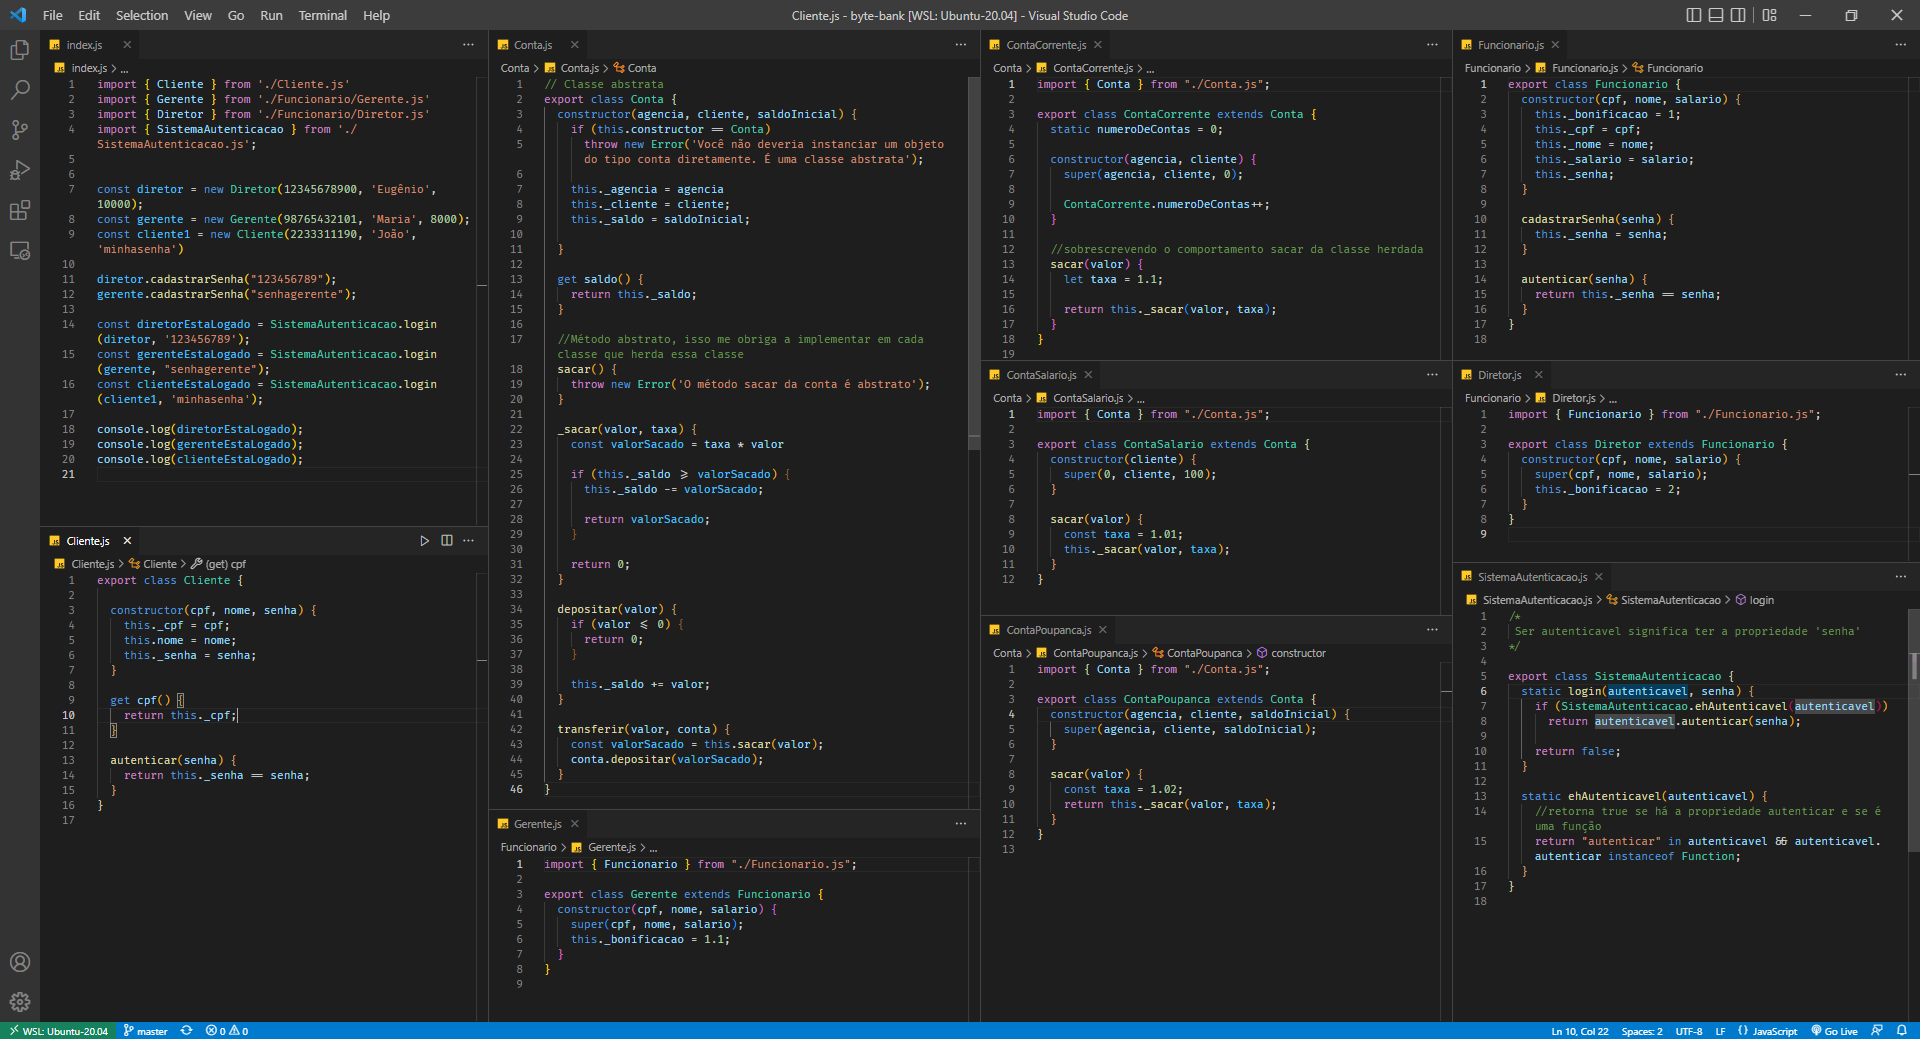 File Edit Selection View Go Run Terminal Help
Cliente.js - byte-bank [WSL: Ubuntu-20.04] - Visual Studio Code
index.js
index.js > ...
1 import { Cliente } from './Cliente.js'
2 import { Gerente } from './Funcionario/Gerente.js'
3 import { Diretor } from './Funcionario/Diretor.js'
4 import { SistemaAutenticacao } from './
SistemaAutenticacao.js';
5
6
7 const diretor = new Diretor(12345678900, 'Eugênio',
10000);
8 const gerente = new Gerente(98765432101, 'Maria', 8000);
9 const cliente1 = new Cliente(2233311190, 'João',
'minhasenha')
10
11 diretor.cadastrarSenha("123456789");
12 gerente.cadastrarSenha("senhagerente");
13
14 const diretorEstaLogado = SistemaAutenticacao.login
(diretor, '123456789');
15 const gerenteEstaLogado = SistemaAutenticacao.login
(gerente, "senhagerente");
16 const clienteEstaLogado = SistemaAutenticacao.login
(cliente1, 'minhasenha');
17
18 console.log(diretorEstaLogado);
19 console.log(gerenteEstaLogado);
20 console.log(clienteEstaLogado);
21
Cliente.js
Cliente.js > Cliente > (get) cpf
1 export class Cliente {
2
3 constructor(cpf, nome, senha) {
4 this._cpf = cpf;
5 this.nome = nome;
6 this._senha = senha;
7 }
8
9 get cpf() {
10 return this._cpf;
11 }
12
13 autenticar(senha) {
14 return this._senha == senha;
15 }
16 }
17
Conta.js
Conta > Conta.js > Conta
1 // Classe abstrata
2 export class Conta {
3 constructor(agencia, cliente, saldoInicial) {
4 if (this.constructor == Conta)
5 throw new Error('Você não deveria instanciar um objeto
do tipo conta diretamente. É uma classe abstrata');
6
7 this._agencia = agencia
8 this._cliente = cliente;
9 this._saldo = saldoInicial;
10
11 }
12
13 get saldo() {
14 return this._saldo;
15 }
16
17 //Método abstrato, isso me obriga a implementar em cada
classe que herda essa classe
18 sacar() {
19 throw new Error('O método sacar da conta é abstrato');
20 }
21
22 _sacar(valor, taxa) {
23 const valorSacado = taxa * valor
24
25 if (this._saldo >= valorSacado) {
26 this._saldo -= valorSacado;
27
28 return valorSacado;
29 }
30
31 return 0;
32 }
33
34 depositar(valor) {
35 if (valor <= 0) {
36 return 0;
37 }
38
39 this._saldo += valor;
40 }
41
42 transferir(valor, conta) {
43 const valorSacado = this.sacar(valor);
44 conta.depositar(valorSacado);
45 }
46 }
Gerente.js
Funcionario > Gerente.js > ...
1 import { Funcionario } from "./Funcionario.js";
2
3 export class Gerente extends Funcionario {
4 constructor(cpf, nome, salario) {
5 super(cpf, nome, salario);
6 this._bonificacao = 1.1;
7 }
8 }
9
ContaCorrente.js
Conta > ContaCorrente.js > ...
1 import { Conta } from "./Conta.js";
2
3 export class ContaCorrente extends Conta {
4 static numeroDeContas = 0;
5
6 constructor(agencia, cliente) {
7 super(agencia, cliente, 0);
8
9 ContaCorrente.numeroDeContas++;
10 }
11
12 //sobrescrevendo o comportamento sacar da classe herdada
13 sacar(valor) {
14 let taxa = 1.1;
15
16 return this._sacar(valor, taxa);
17 }
18 }
19
ContaSalario.js
Conta > ContaSalario.js > ...
1 import { Conta } from "./Conta.js";
2
3 export class ContaSalario extends Conta {
4 constructor(cliente) {
5 super(0, cliente, 100);
6 }
7
8 sacar(valor) {
9 const taxa = 1.01;
10 this._sacar(valor, taxa);
11 }
12 }
ContaPoupanca.js
Conta > ContaPoupanca.js > ContaPoupanca > constructor
1 import { Conta } from "./Conta.js";
2
3 export class ContaPoupanca extends Conta {
4 constructor(agencia, cliente, saldoInicial) {
5 super(agencia, cliente, saldoInicial);
6 }
7
8 sacar(valor) {
9 const taxa = 1.02;
10 return this._sacar(valor, taxa);
11 }
12 }
13
Funcionario.js
Funcionario > Funcionario.js > Funcionario
1 export class Funcionario {
2 constructor(cpf, nome, salario) {
3 this._bonificacao = 1;
4 this._cpf = cpf;
5 this._nome = nome;
6 this._salario = salario;
7 this._senha;
8 }
9
10 cadastrarSenha(senha) {
11 this._senha = senha;
12 }
13
14 autenticar(senha) {
15 return this._senha == senha;
16 }
17 }
18
Diretor.js
Funcionario > Diretor.js > ...
1 import { Funcionario } from "./Funcionario.js";
2
3 export class Diretor extends Funcionario {
4 constructor(cpf, nome, salario) {
5 super(cpf, nome, salario);
6 this._bonificacao = 2;
7 }
8 }
9
SistemaAutenticacao.js
SistemaAutenticacao.js > SistemaAutenticacao > login
1 /*
2 Ser autenticavel significa ter a propriedade 'senha'
3 */
4
5 export class SistemaAutenticacao {
6 static login(autenticavel, senha) {
7 if (SistemaAutenticacao.ehAutenticavel(autenticavel))
8 return autenticavel.autenticar(senha);
9
10 return false;
11 }
12
13 static ehAutenticavel(autenticavel) {
14 //retorna true se há a propriedade autenticar e se é
uma função
15 return "autenticar" in autenticavel && autenticavel.
autenticar instanceof Function;
16 }
17 }
18
WSL: Ubuntu-20.04 master 0 0
Ln 10, Col 22 Spaces: 2 UTF-8 LF {} JavaScript Go Live